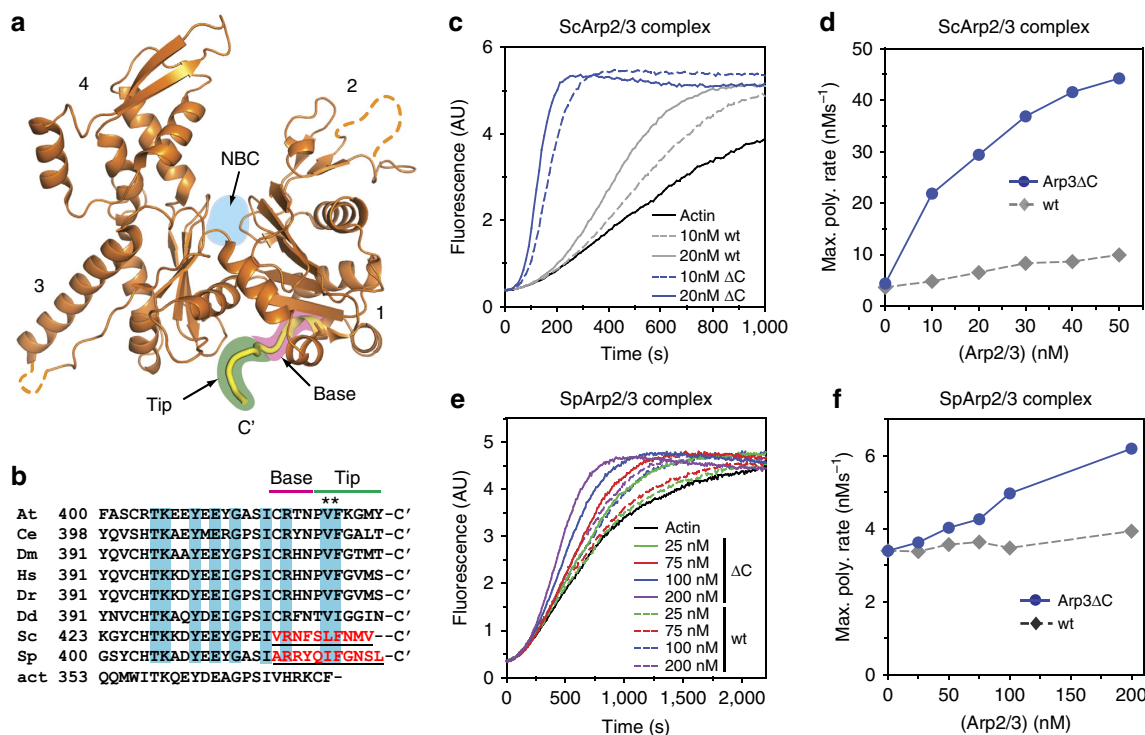 a
4
2
NBC
3
1
Tip
Base
C'
b
Base Tip
**
At 400 FASCRTKEEYEEYGASICRTNPVFKGMY-C'
Ce 398 YQVSHTKAEYMERGPSICRYNPVFGALT-C'
Dm 391 YQVCHTKAAYEEYGPSICRHNPVFGTMT-C'
Hs 391 YQVCHTKKDYEEYGPSICRHNPVFGVMS-C'
Dr 391 YQVCHTKKDYEEYGPSICRHNPVFGVMS-C'
Dd 391 YNVCHTKAQYDEIGPSICRFNTVIGGIN-C'
Sc 423 KGYCHTKKDYEEYGPEIVRNFSLFNMV--C'
Sp 400 GSYCHTKADYEEYGASIARRYQIFGNSL-C'
act 353 QQMWITKQEYDEAGPSIVHRKCF-
c
ScArp2/3 complex
Fluorescence (AU)
6
4
2
0
Actin
10nM wt
20nM wt
10nM ΔC
20nM ΔC
0 200 400 600 800 1,000
Time (s)
d
ScArp2/3 complex
Max. poly. rate (nMs⁻¹)
50
40
30
20
10
0
Arp3ΔC
wt
0 10 20 30 40 50
(Arp2/3) (nM)
e
SpArp2/3 complex
Fluorescence (AU)
5
4
3
2
1
0
Actin
25 nM
75 nM
100 nM
200 nM
ΔC
25 nM
75 nM
100 nM
200 nM
wt
0 500 1,000 1,500 2,000
Time (s)
f
SpArp2/3 complex
Max. poly. rate (nMs⁻¹)
6
4
2
0
Arp3ΔC
wt
0 25 50 75 100 150 200
(Arp2/3) (nM)